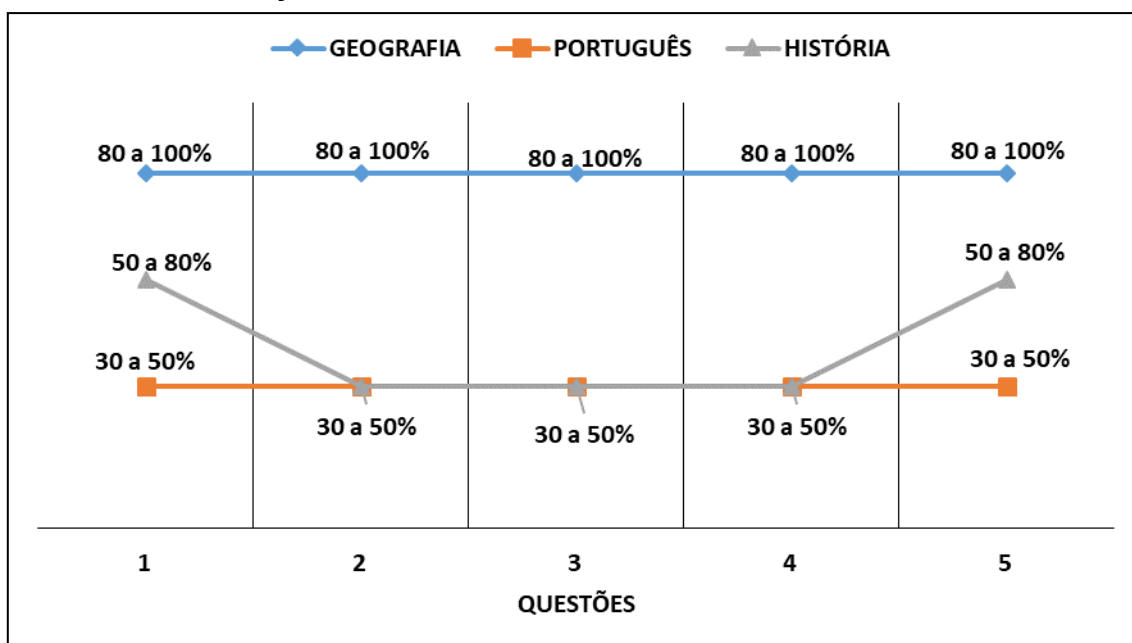 GEOGRAFIA PORTUGUÊS HISTÓRIA
80 a 100% 80 a 100% 80 a 100% 80 a 100% 80 a 100%
50 a 80% 50 a 80%
30 a 50% 30 a 50%
30 a 50% 30 a 50% 30 a 50%
1 2 3 4 5
QUESTÕES